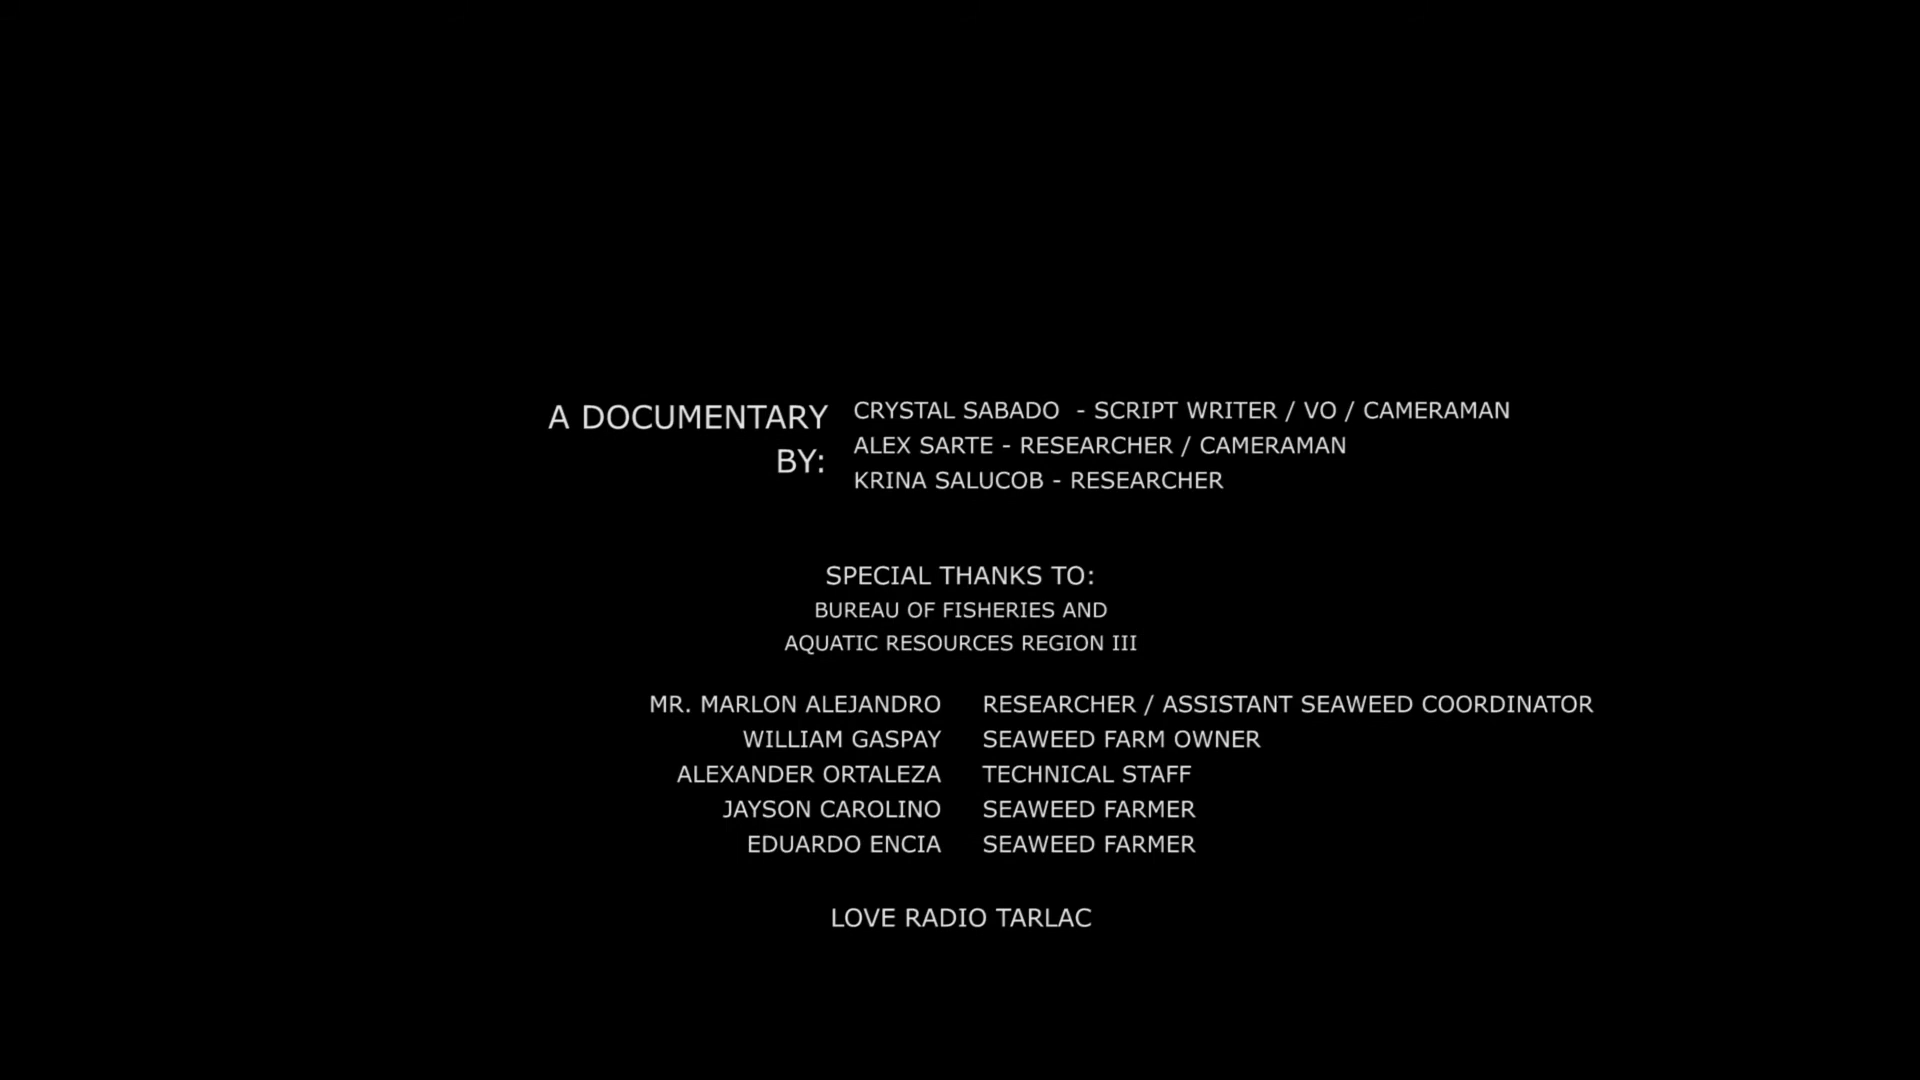 A DOCUMENTARY
BY:
CRYSTAL SABADO - SCRIPT WRITER / VO / CAMERAMAN
ALEX SARTE - RESEARCHER / CAMERAMAN
KRINA SALUCOB - RESEARCHER
SPECIAL THANKS TO:
BUREAU OF FISHERIES AND
AQUATIC RESOURCES REGION III
MR. MARLON ALEJANDRO RESEARCHER / ASSISTANT SEAWEED COORDINATOR
WILLIAM GASPAY SEAWEED FARM OWNER
ALEXANDER ORTALEZA TECHNICAL STAFF
JAYSON CAROLINO SEAWEED FARMER
EDUARDO ENCIA SEAWEED FARMER
LOVE RADIO TARLAC